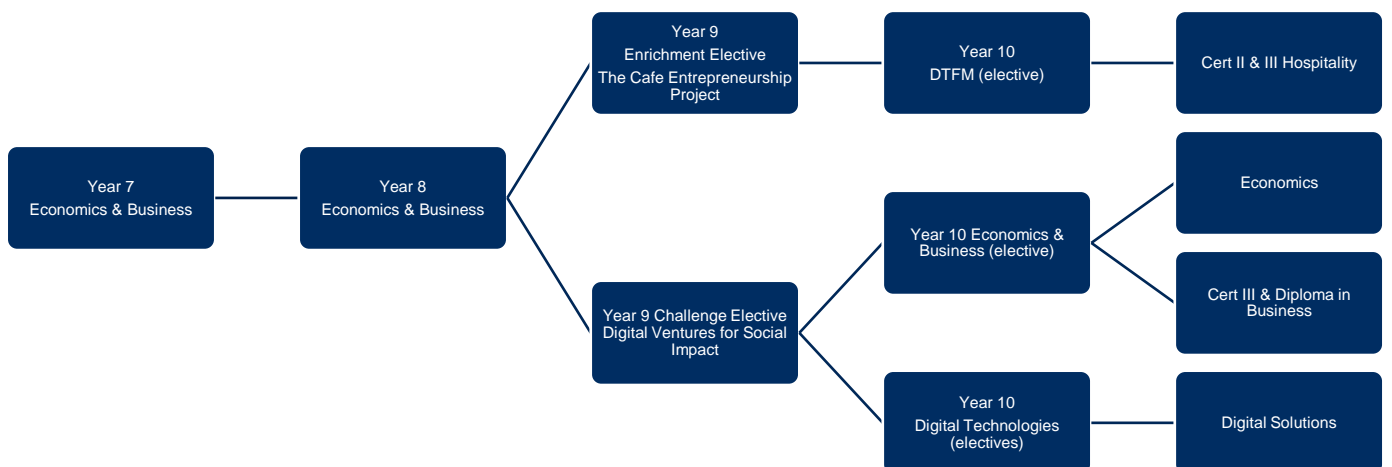 Year 7
Economics & Business
Year 8
Economics & Business
Year 9
Enrichment Elective
The Cafe Entrepreneurship
Project
Year 10
DTFM (elective)
Cert II & III Hospitality
Year 9 Challenge Elective
Digital Ventures for Social
Impact
Year 10 Economics &
Business (elective)
Economics
Cert III & Diploma in
Business
Year 10
Digital Technologies
(electives)
Digital Solutions